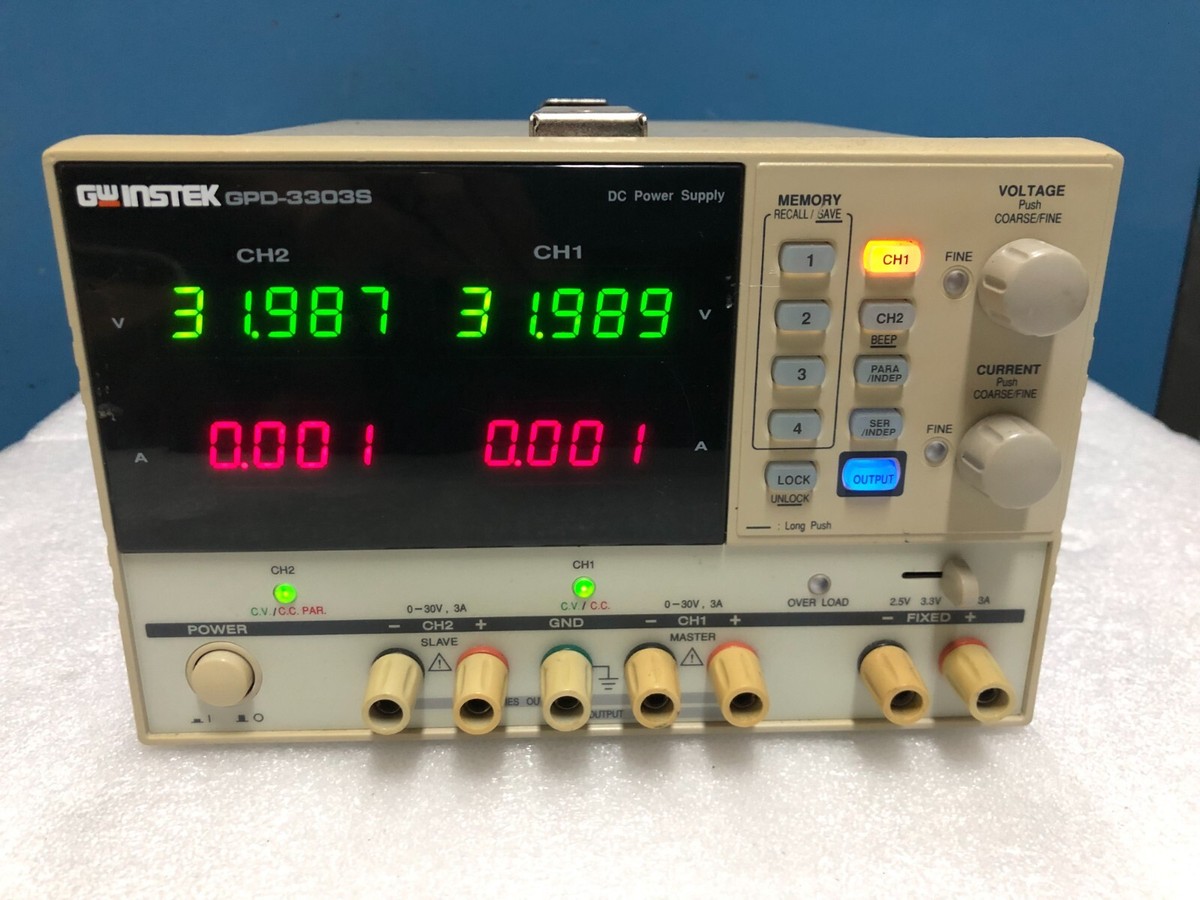 GW INSTEK GPD-3303S
DC Power Supply
CH2 CH1
V 31.987 31.989 V
A 0.001 0.001 A
MEMORY
RECALL / SAVE
1
2
3
4
LOCK
UNLOCK
: Long Push
CH1
CH2
BEEP
PARA
/INDEP
SER
/INDEP
OUTPUT
VOLTAGE
Push
COARSE/FINE
FINE
CURRENT
Push
COARSE/FINE
FINE
CH2
C.V. / C.C. PAR.
CH1
C.V. / C.C.
OVER LOAD
2.5V 3.3V 3A
0-30V, 3A
0-30V, 3A
POWER
− CH2 +
GND
− CH1 +
− FIXED +
SLAVE
MASTER
I O
OUTPUT